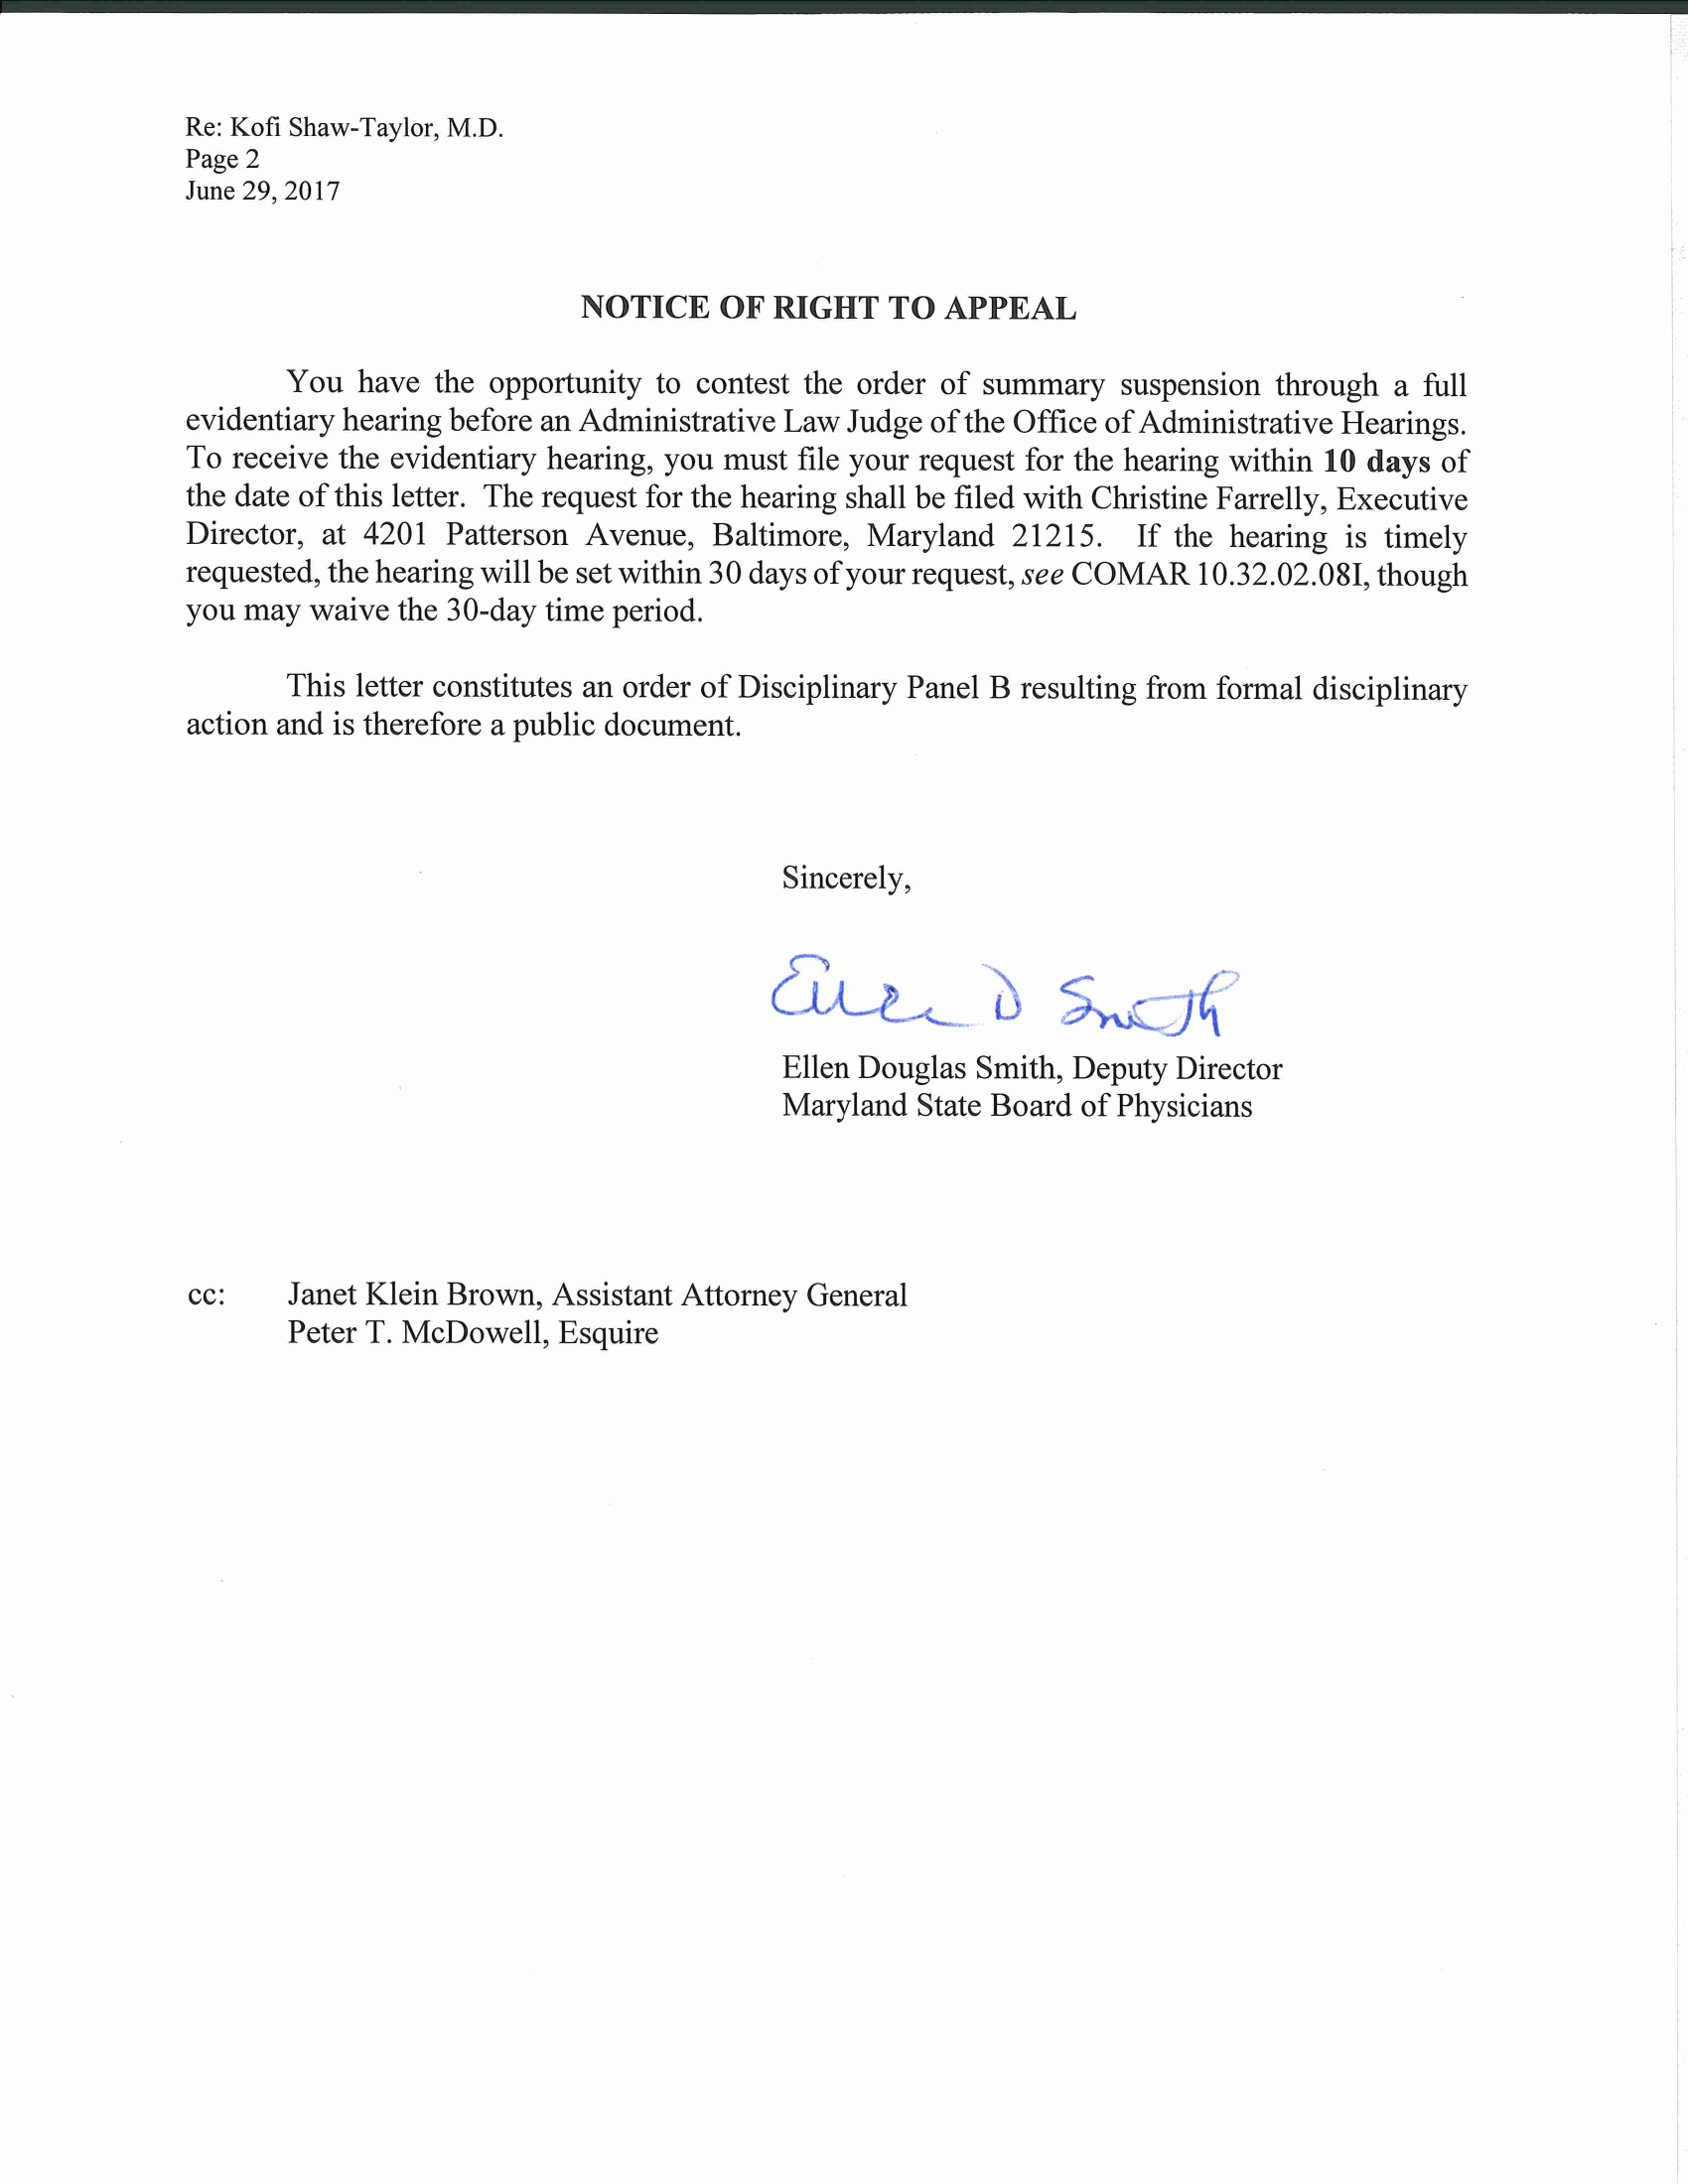 Re: Kofi Shaw-Taylor, M.D.
Page 2
June 29, 2017
NOTICE OF RIGHT TO APPEAL
You have the opportunity to contest the order of summary suspension through a full
evidentiary hearing before an Administrative Law Judge of the Office of Administrative Hearings.
To receive the evidentiary hearing, you must file your request for the hearing within 10 days of
the date of this letter. The request for the hearing shall be filed with Christine Farrelly, Executive
Director, at 4201 Patterson Avenue, Baltimore, Maryland 21215. If the hearing is timely
requested, the hearing will be set within 30 days of your request, see COMAR 10.32.02.08I, though
you may waive the 30-day time period.
This letter constitutes an order of Disciplinary Panel B resulting from formal disciplinary
action and is therefore a public document.
Sincerely,
Ellen D Smith
Ellen Douglas Smith, Deputy Director
Maryland State Board of Physicians
cc: Janet Klein Brown, Assistant Attorney General
Peter T. McDowell, Esquire